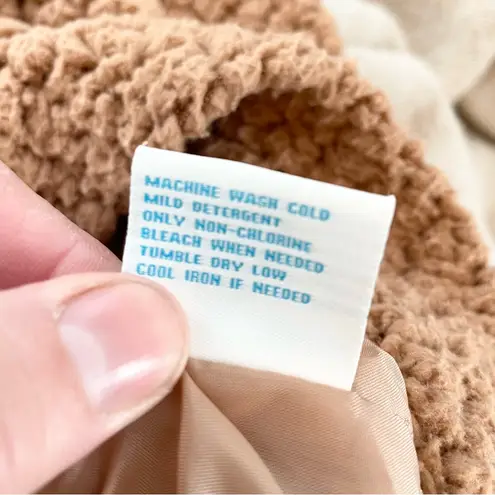 MACHINE WASH COLD
MILD DETERGENT
ONLY NON-CHLORINE
BLEACH WHEN NEEDED
TUMBLE DRY LOW
COOL IRON IF NEEDED